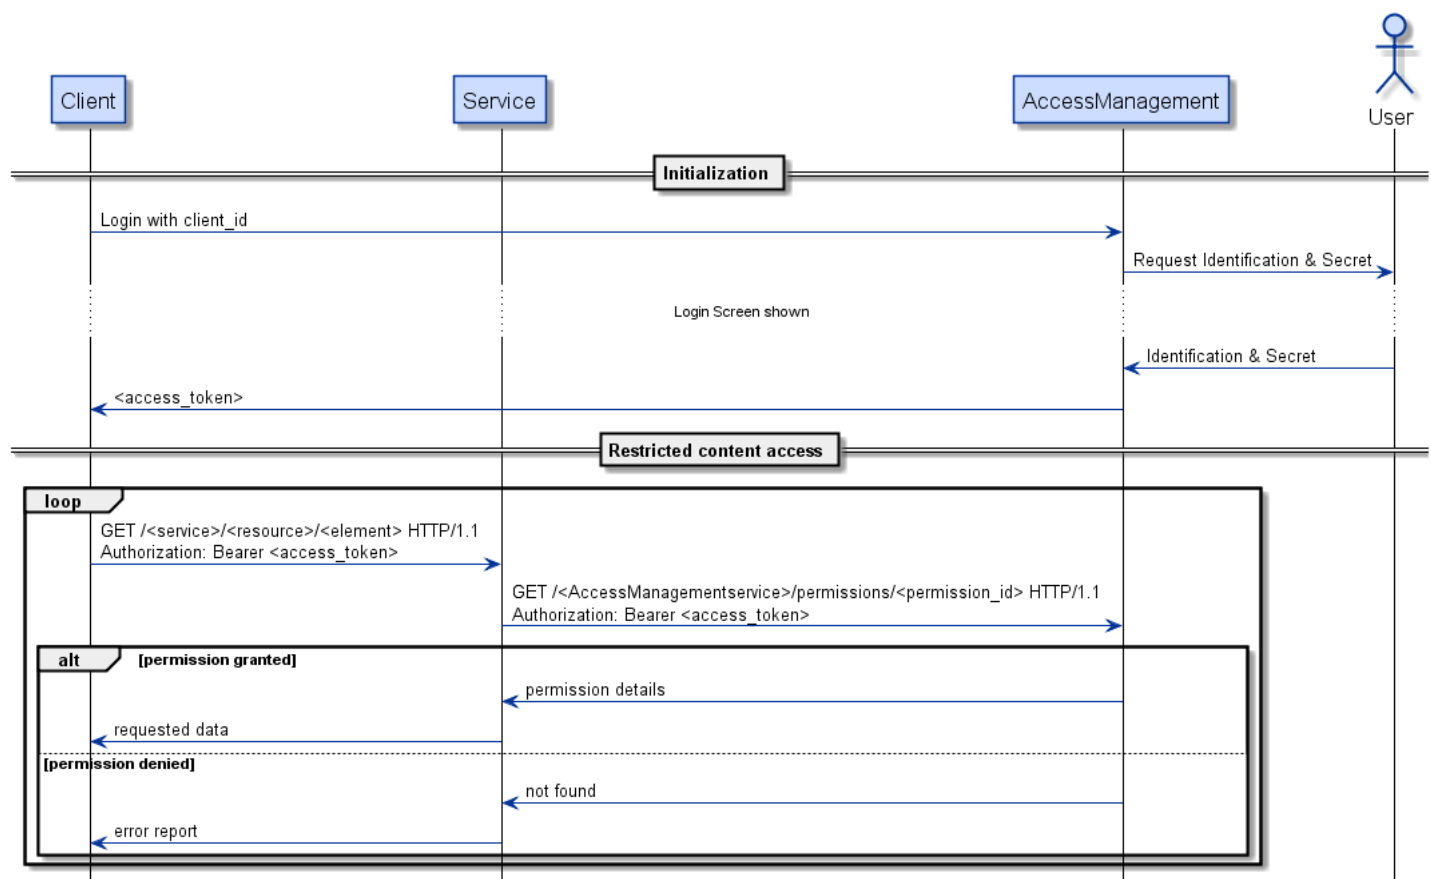 Client
Service
AccessManagement
User
Initialization
Login with client_id
Request Identification & Secret
Login Screen shown
Identification & Secret
<access_token>
Restricted content access
loop
GET /<service>/<resource>/<element> HTTP/1.1
Authorization: Bearer <access_token>
GET /<AccessManagementservice>/permissions/<permission_id> HTTP/1.1
Authorization: Bearer <access_token>
alt
[permission granted]
permission details
requested data
[permission denied]
not found
error report